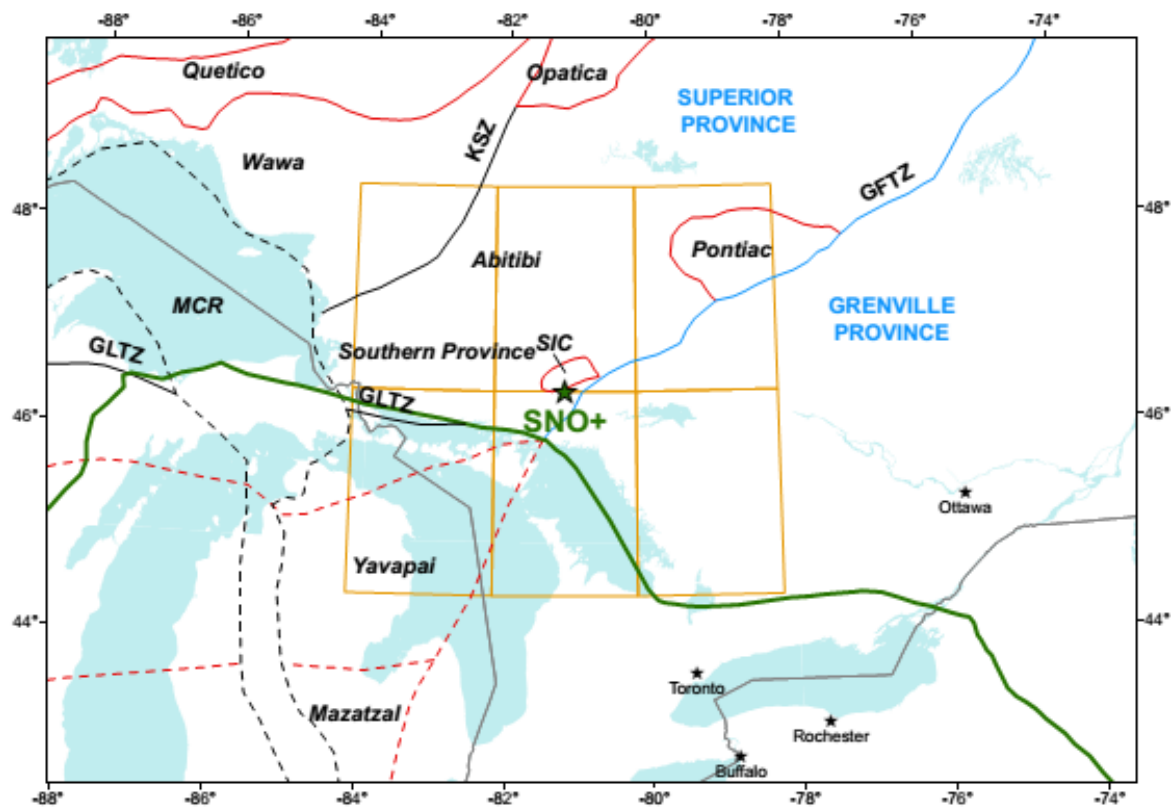 -88°
-86°
-84°
-82°
-80°
-78°
-76°
-74°
Quetico
Opatica
SUPERIOR
PROVINCE
KSZ
Wawa
GFTZ
48°
48°
Abitibi
Pontiac
MCR
GRENVILLE
PROVINCE
GLTZ
Southern Province
SIC
46°
46°
GLTZ
SNO+
Ottawa
Yavapai
44°
44°
Toronto
Mazatzal
Rochester
Buffalo
-88°
-86°
-84°
-82°
-80°
-78°
-76°
-74°